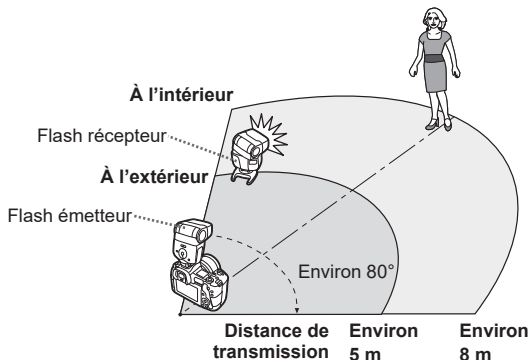 À l'intérieur
Flash récepteur
À l'extérieur
Flash émetteur
Environ 80°
Distance de transmission
Environ 5 m
Environ 8 m